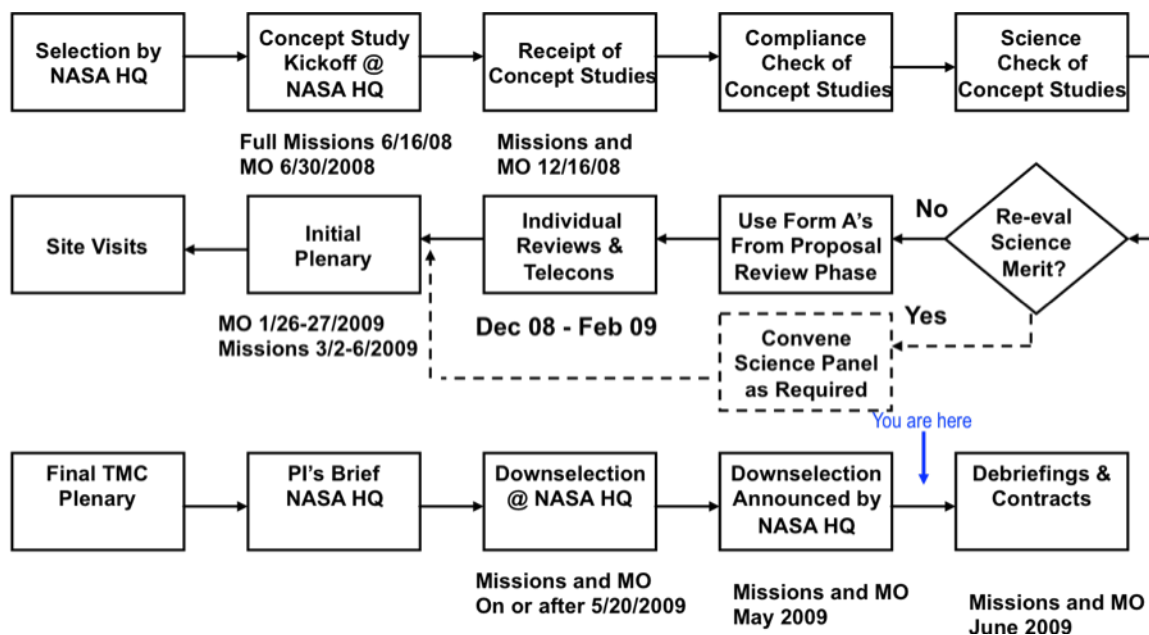 Selection by
NASA HQ
Concept Study
Kickoff @
NASA HQ
Receipt of
Concept Studies
Compliance
Check of
Concept Studies
Science
Check of
Concept Studies
Full Missions 6/16/08
MO 6/30/2008
Missions and
MO 12/16/08
Site Visits
Initial
Plenary
Individual
Reviews &
Telecons
Use Form A's
From Proposal
Review Phase
No
Re-eval
Science
Merit?
MO 1/26-27/2009
Missions 3/2-6/2009
Dec 08 - Feb 09
Yes
Convene
Science Panel
as Required
You are here
Final TMC
Plenary
PI's Brief
NASA HQ
Downselection
@ NASA HQ
Downselection
Announced by
NASA HQ
Debriefings &
Contracts
Missions and MO
On or after 5/20/2009
Missions and MO
May 2009
Missions and MO
June 2009